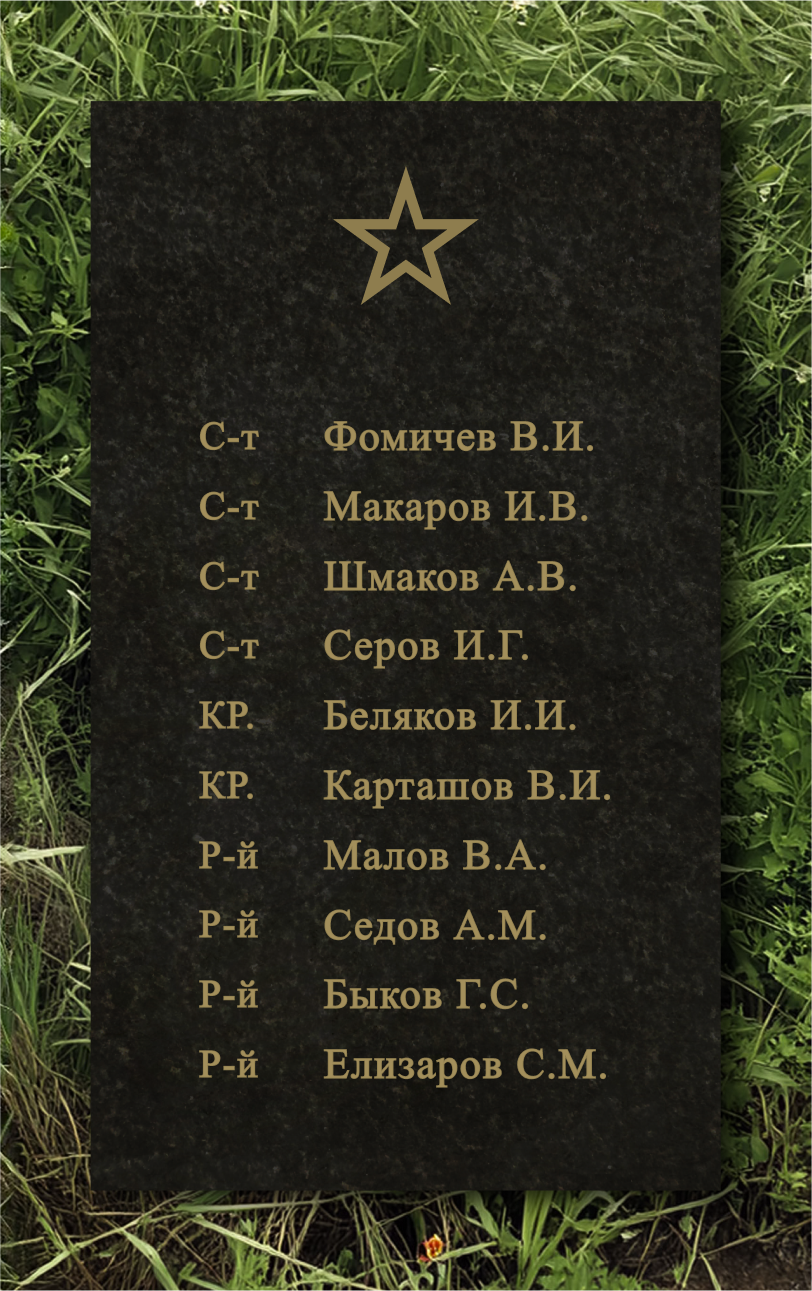 С-т Фомичев В.И.
С-т Макаров И.В.
С-т Шмаков А.В.
С-т Серов И.Г.
КР. Беляков И.И.
КР. Карташов В.И.
Р-й Малов В.А.
Р-й Седов А.М.
Р-й Быков Г.С.
Р-й Елизаров С.М.